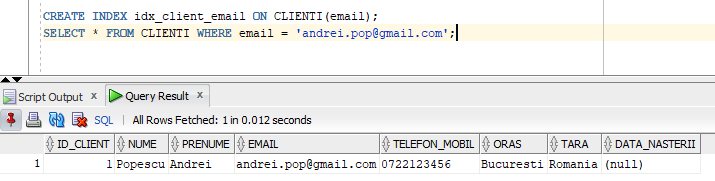 CREATE INDEX idx_client_email ON CLIENTI(email);
SELECT * FROM CLIENTI WHERE email = 'andrei.pop@gmail.com';
Script Output x Query Result x
SQL | All Rows Fetched: 1 in 0.012 seconds
ID_CLIENT NUME PRENUME EMAIL TELEFON_MOBIL ORAS TARA DATA_NASTERII
1 1 Popescu Andrei andrei.pop@gmail.com 0722123456 Bucuresti Romania (null)